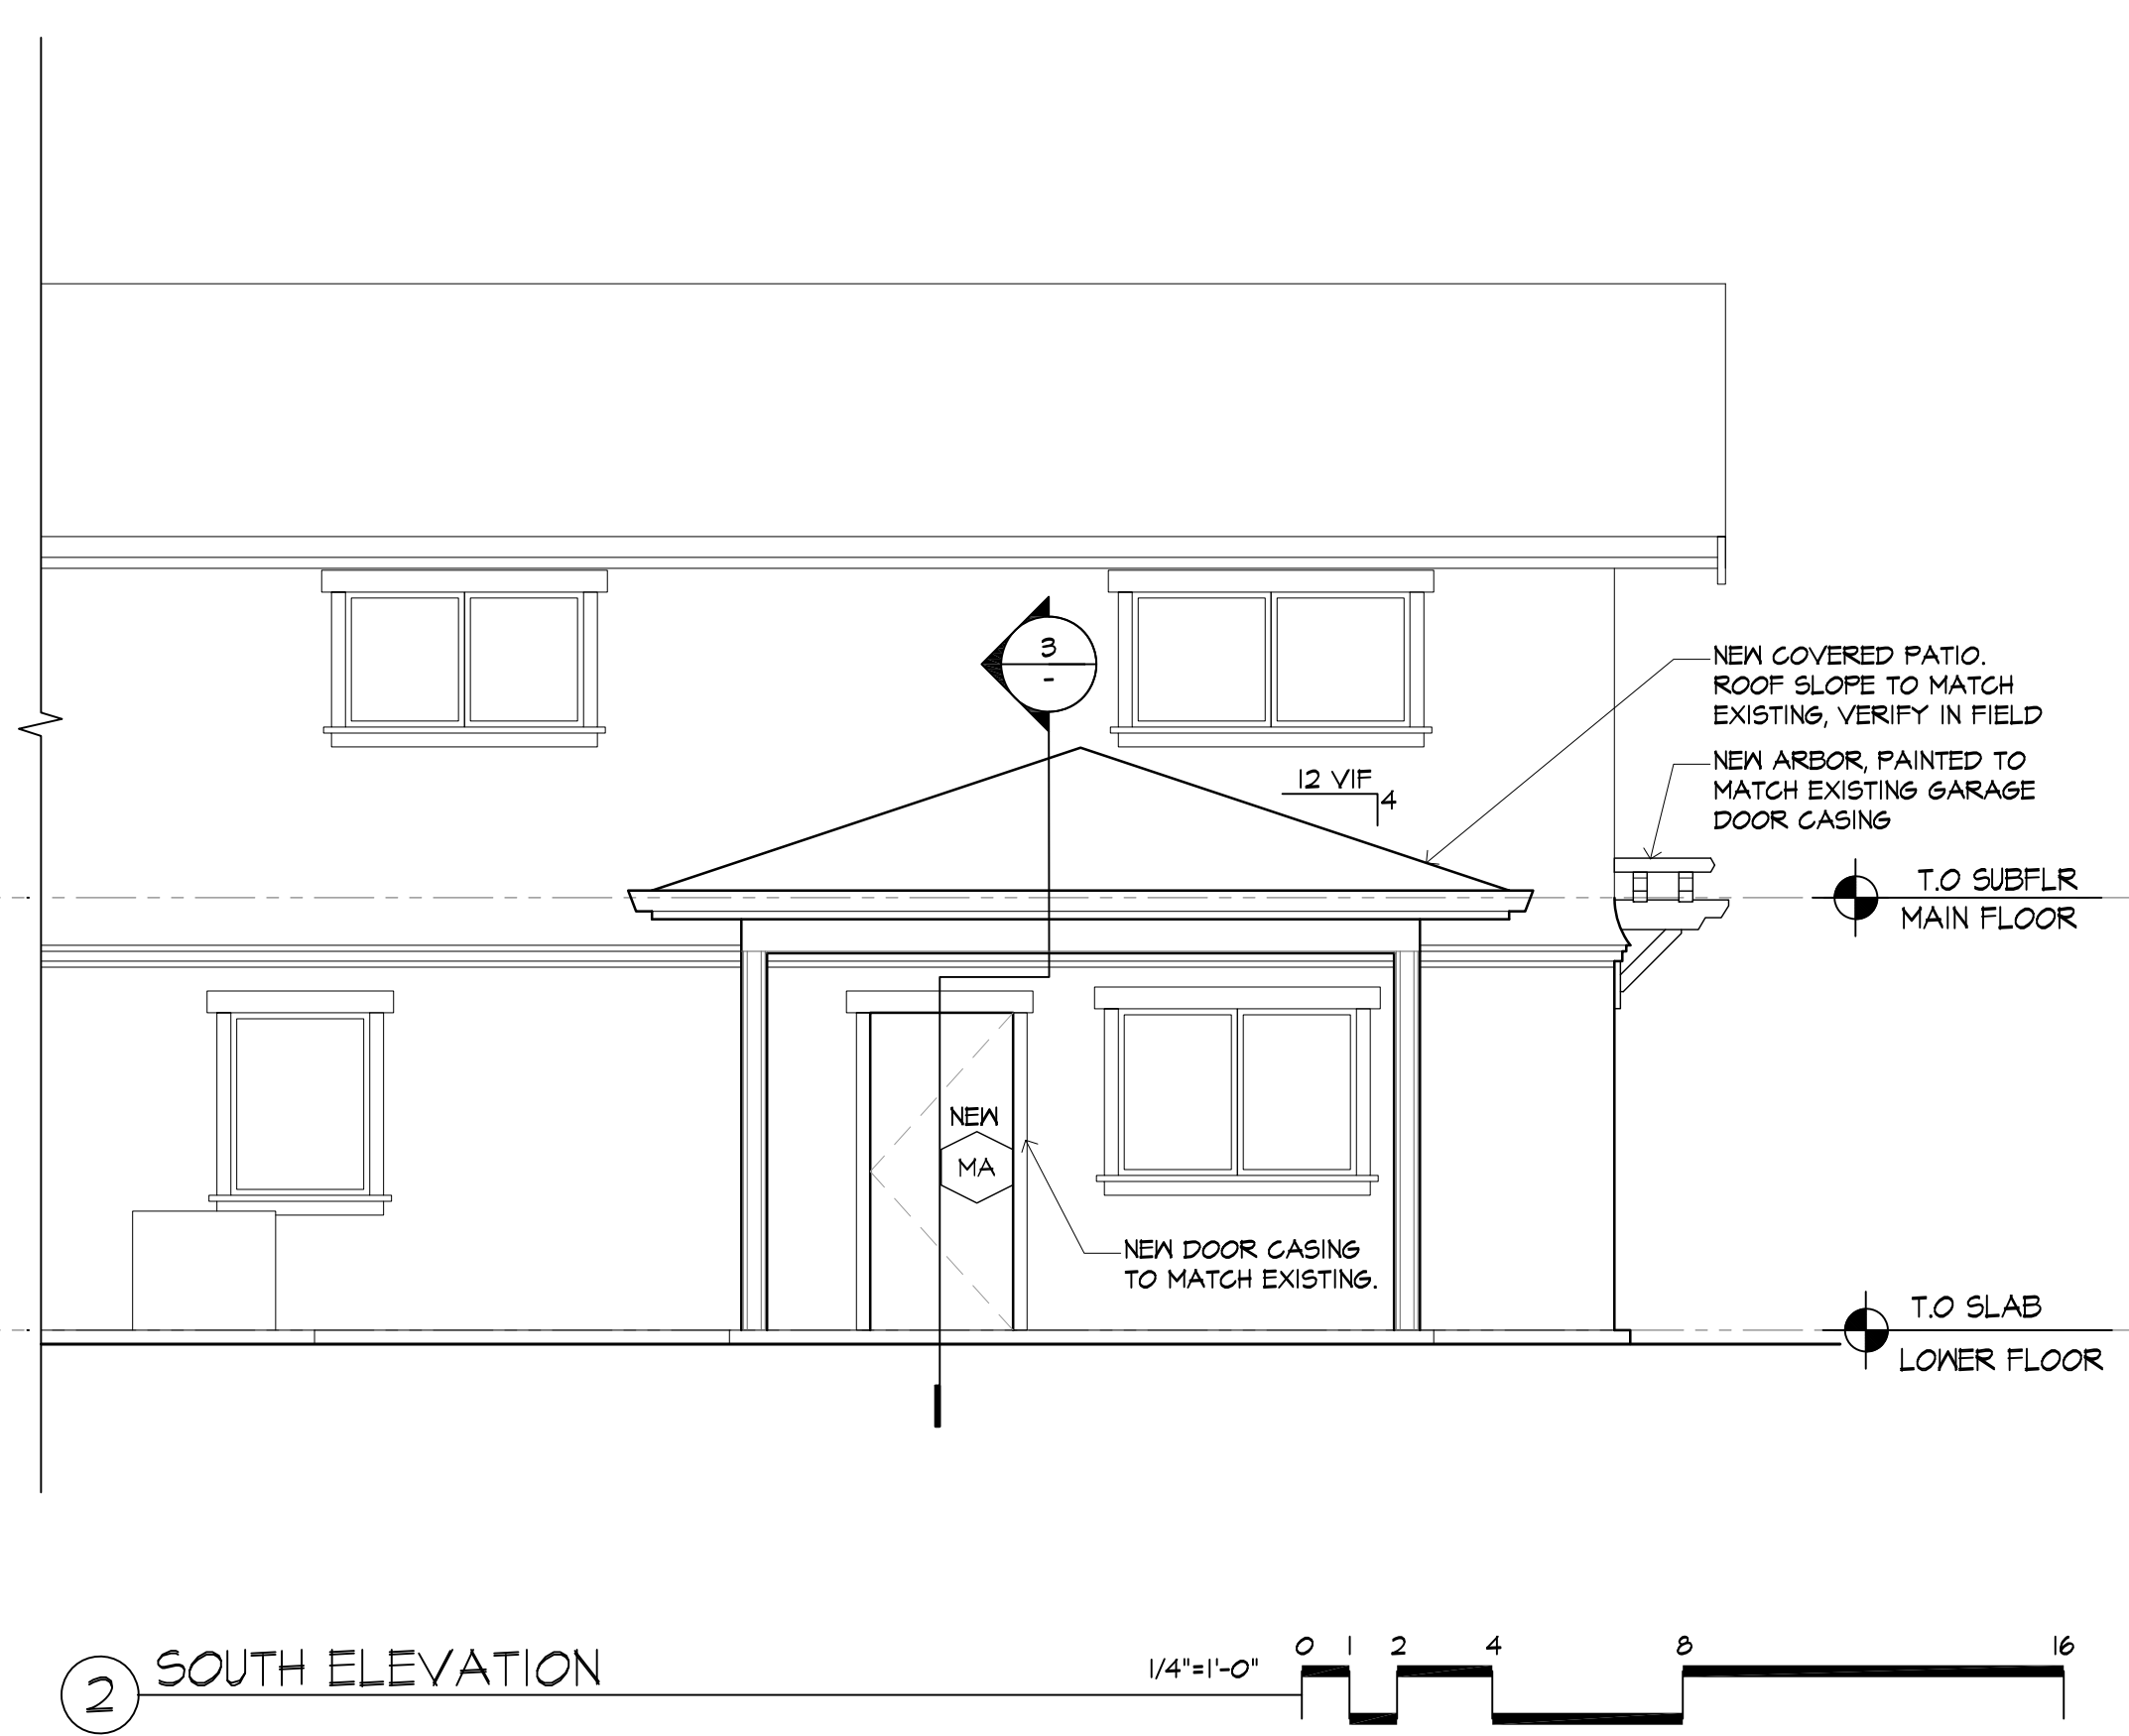 3
-
NEW COVERED PATIO.
ROOF SLOPE TO MATCH
EXISTING, VERIFY IN FIELD
NEW ARBOR, PAINTED TO
MATCH EXISTING GARAGE
DOOR CASING
12 VIF
4
T.O SUBFLR
MAIN FLOOR
NEW
MA
NEW DOOR CASING
TO MATCH EXISTING.
T.O SLAB
LOWER FLOOR
2
SOUTH ELEVATION
1/4"=1'-0"
0 1 2 4 8 16